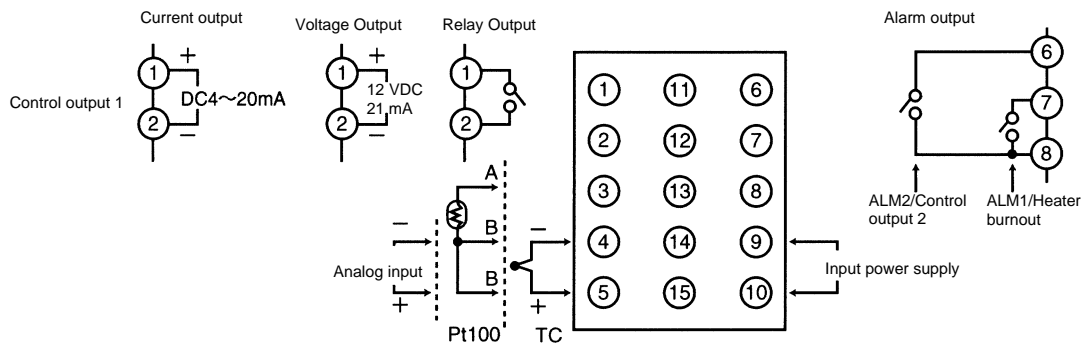 Current output
Voltage Output
Relay Output
Alarm output
Control output 1
1
+
DC4～20mA
2
−
1
+
12 VDC
21 mA
2
−
1
2
1
11
6
2
12
7
3
13
8
4
14
9
5
15
10
6
7
8
ALM2/Control
output 2
ALM1/Heater
burnout
A
B
B
−
Analog input
+
−
+
Pt100
TC
Input power supply